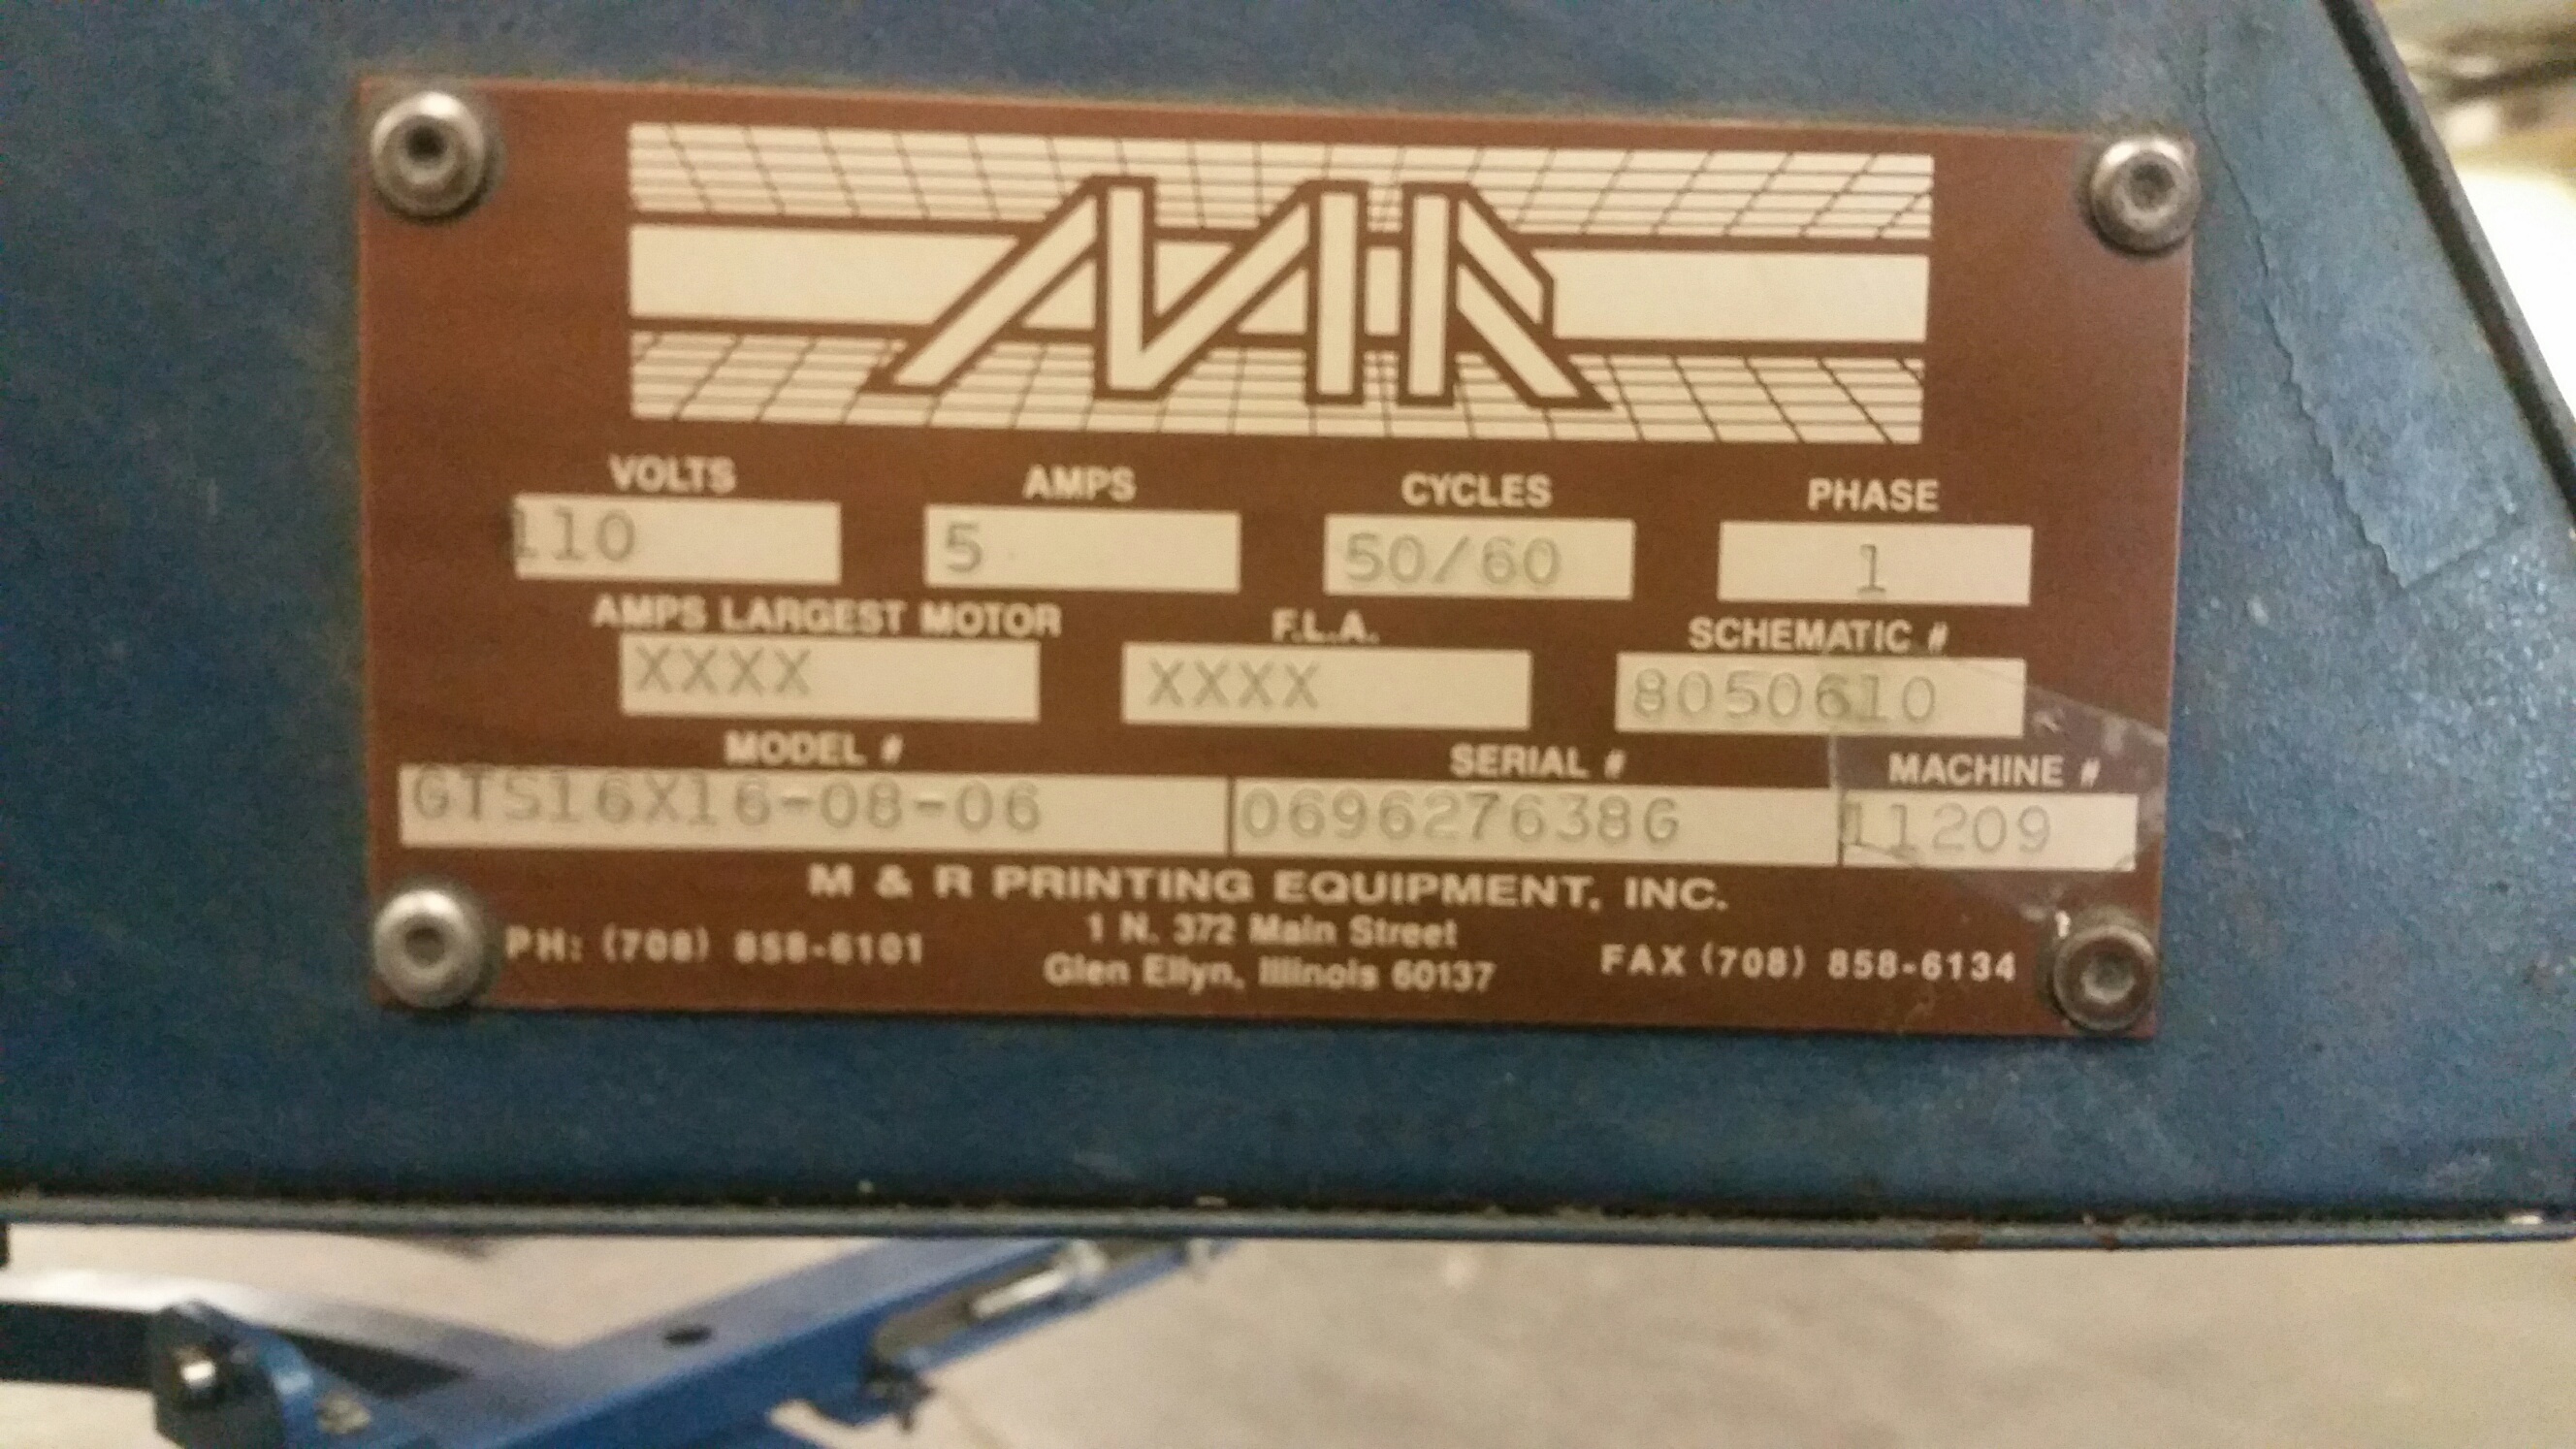 MR
VOLTS AMPS CYCLES PHASE
110 5 50/60 1
AMPS LARGEST MOTOR F.L.A. SCHEMATIC #
XXXX XXXX 8050610
MODEL # SERIAL # MACHINE #
GTS16X16-08-06 069627638G 11209
M & R PRINTING EQUIPMENT, INC.
1 N. 372 Main Street
PH: (708) 858-6101 Glen Ellyn, Illinois 60137 FAX (708) 858-6134